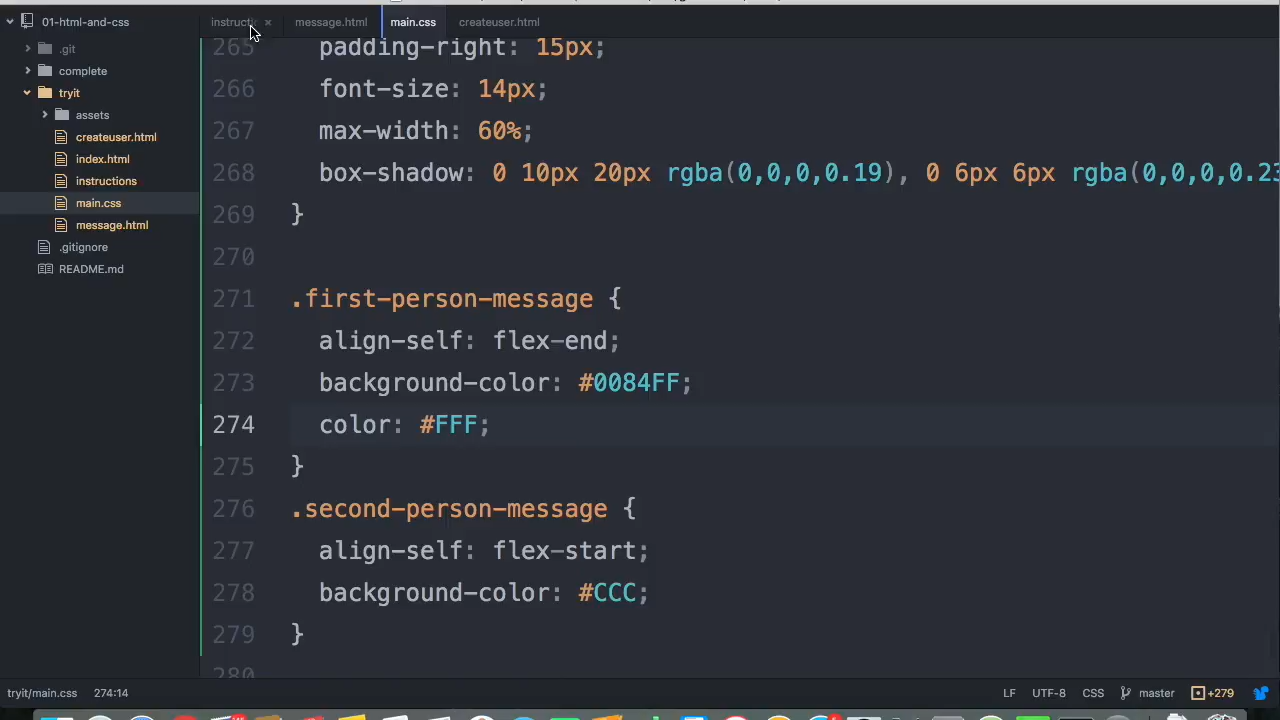 01-html-and-css
.git
complete
tryit
assets
createuser.html
index.html
instructions
main.css
message.html
.gitignore
README.md
message.html main.css createuser.html
265 padding-right: 15px;
266 font-size: 14px;
267 max-width: 60%;
268 box-shadow: 0 10px 20px rgba(0,0,0,0.19), 0 6px 6px rgba(0,0,0,0.23
269 }
270
271 .first-person-message {
272 align-self: flex-end;
273 background-color: #0084FF;
274 color: #FFF;
275 }
276 .second-person-message {
277 align-self: flex-start;
278 background-color: #CCC;
279 }
280
tryit/main.css 274:14 LF UTF-8 CSS master +279